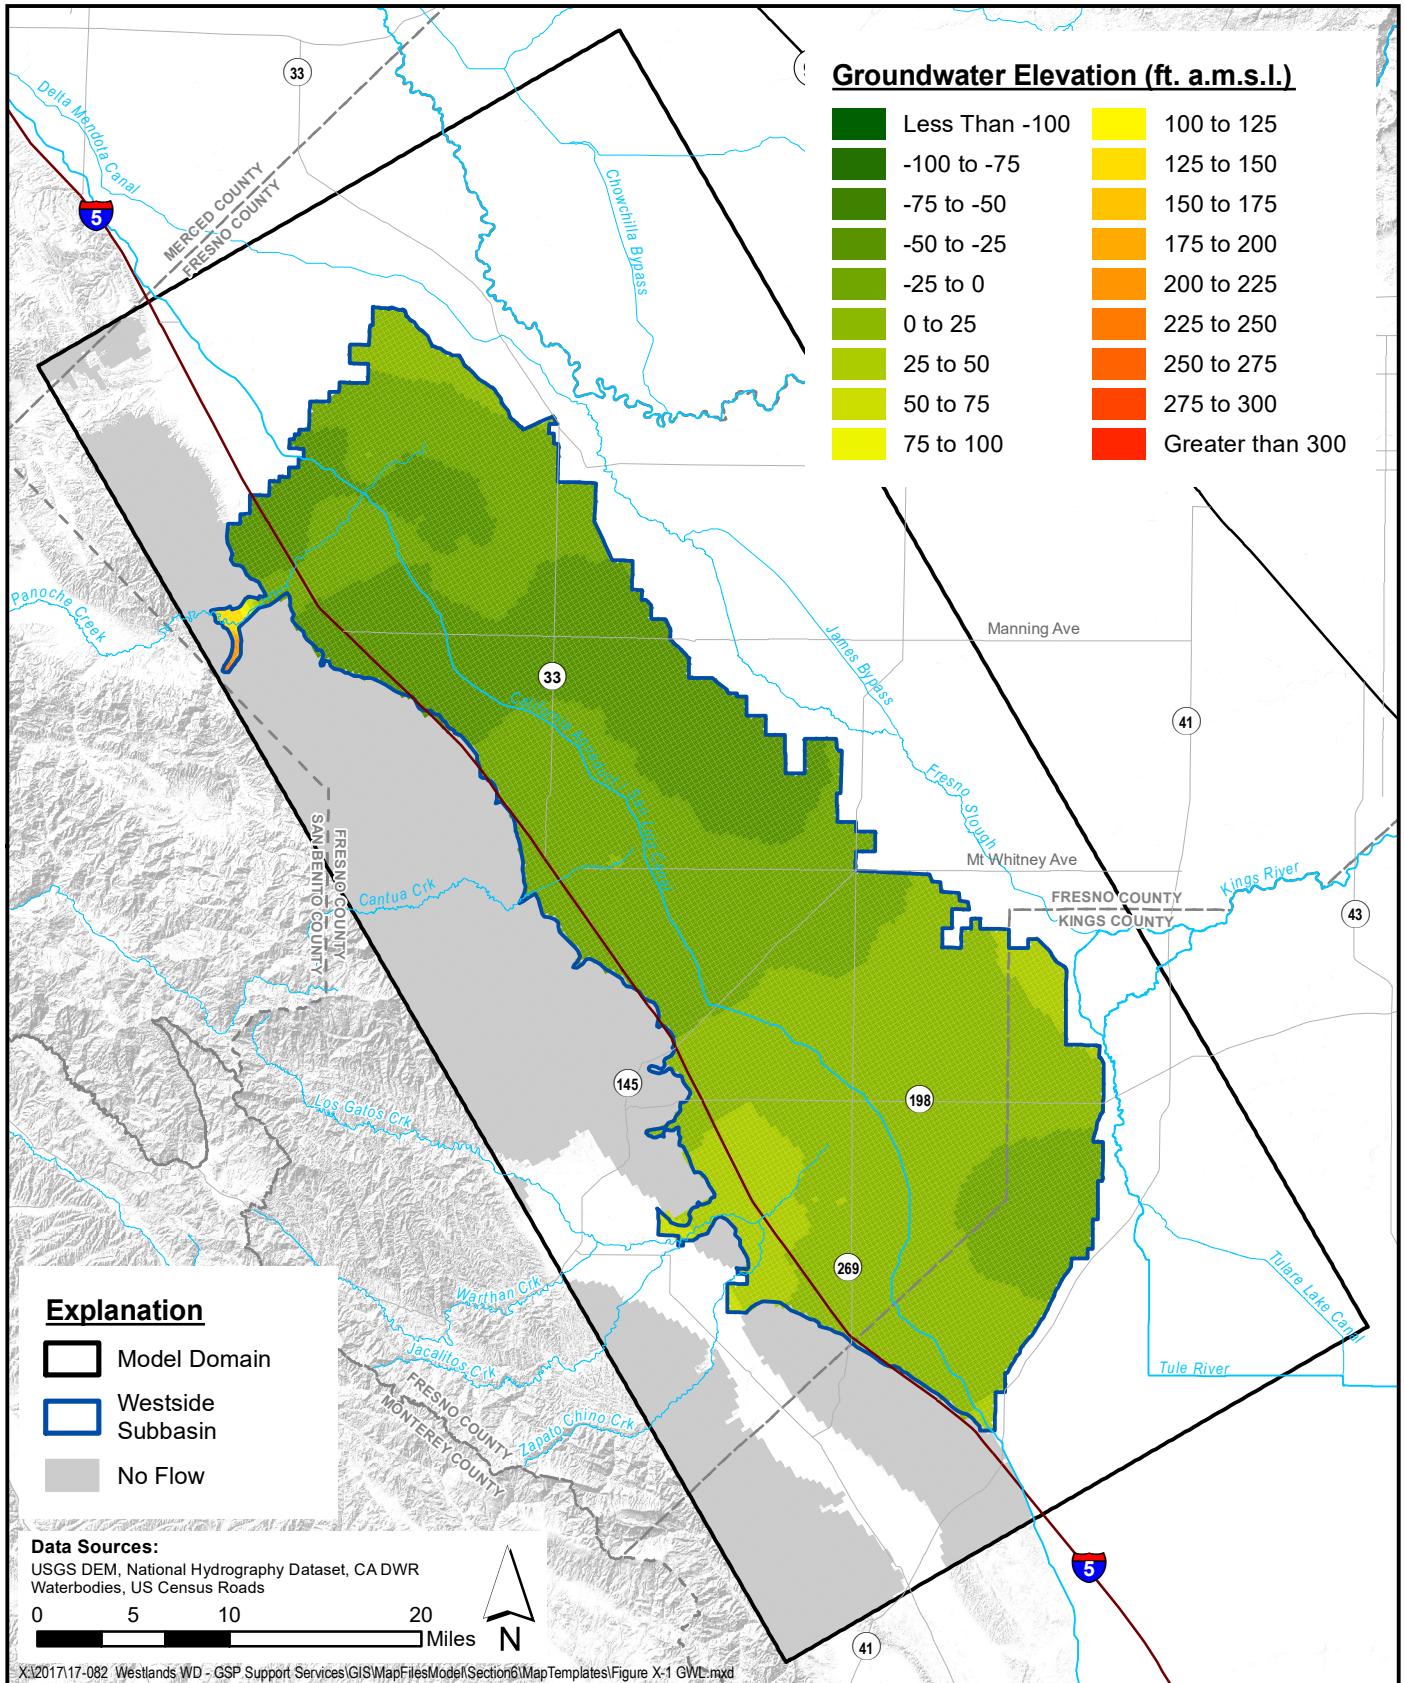 Groundwater Elevation (ft. a.m.s.l.)
Less Than -100
-100 to -75
-75 to -50
-50 to -25
-25 to 0
0 to 25
25 to 50
50 to 75
75 to 100
100 to 125
125 to 150
150 to 175
175 to 200
200 to 225
225 to 250
250 to 275
275 to 300
Greater than 300
33
Delta Mendota Canal
MERCED COUNTY
FRESNO COUNTY
5
Chowchilla Bypass
Panoche Creek
Manning Ave
James Bypass
33
41
California Aqueduct / San Luis Canal
Fresno Slough
SAN BENITO COUNTY
FRESNO COUNTY
Mt Whitney Ave
Cantua Crk
Kings River
FRESNO COUNTY
KINGS COUNTY
43
145
198
Los Gatos Crk
269
Warthan Crk
Tulare Lake Canal
Jacalitos Crk
Tule River
FRESNO COUNTY
MONTEREY COUNTY
Zapato Chino Crk
5
41
Explanation
Model Domain
Westside
Subbasin
No Flow
Data Sources:
USGS DEM, National Hydrography Dataset, CA DWR
Waterbodies, US Census Roads
0 5 10 20
Miles
N
X:\2017\17-082 Westlands WD - GSP Support Services\GIS\MapFilesModel\Section6\MapTemplates\Figure X-1 GWL.mxd